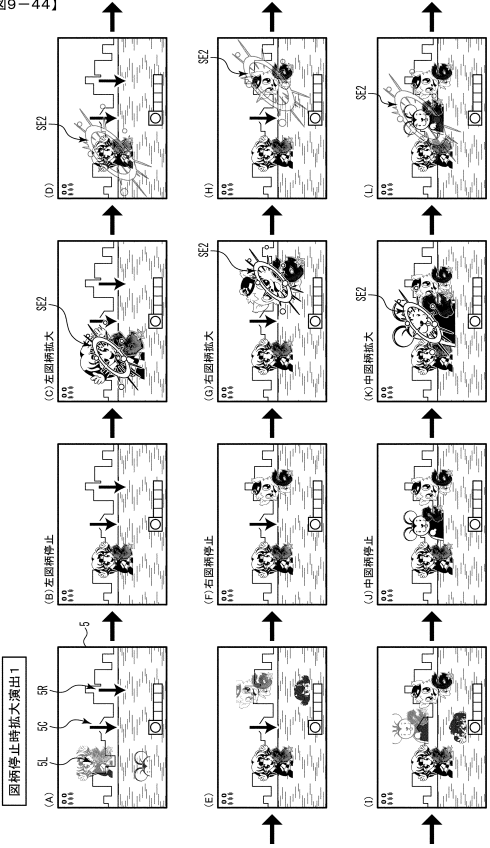 【図9-44】
図柄停止時拡大演出1
(A)
5L
5C
5R
5
(B)左図柄停止
(C)左図柄拡大
SE2
(D)
SE2
(E)
(F)右図柄停止
(G)右図柄拡大
SE2
(H)
SE2
(I)
(J)中図柄停止
(K)中図柄拡大
SE2
(L)
SE2